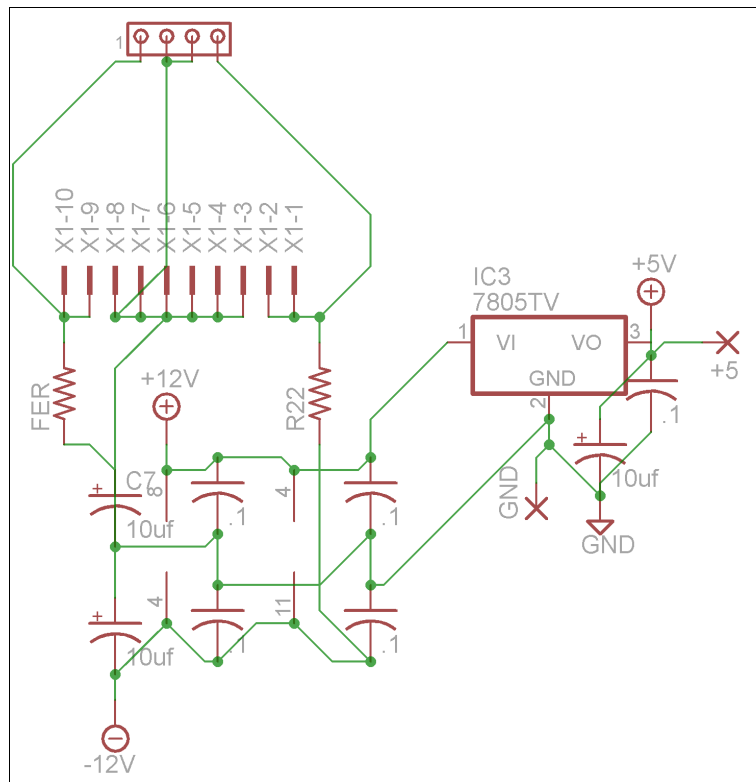 1
X1-10
X1-9
X1-8
X1-7
X1-6
X1-5
X1-4
X1-3
X1-2
X1-1
IC3
7805TV
+5V
1
VI
VO
3
GND
2
+5
FER
+12V
R22
.1
+
C7
8
10uf
.1
4
.1
GND
+
10uf
GND
4
11
+
10uf
.1
.1
-12V